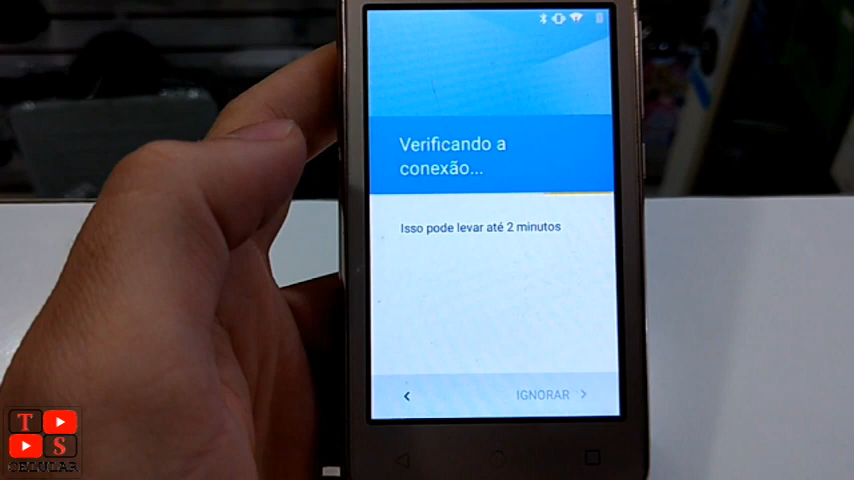 Verificando a
conexão...
Isso pode levar até 2 minutos
IGNORAR
T
S
CELULAR